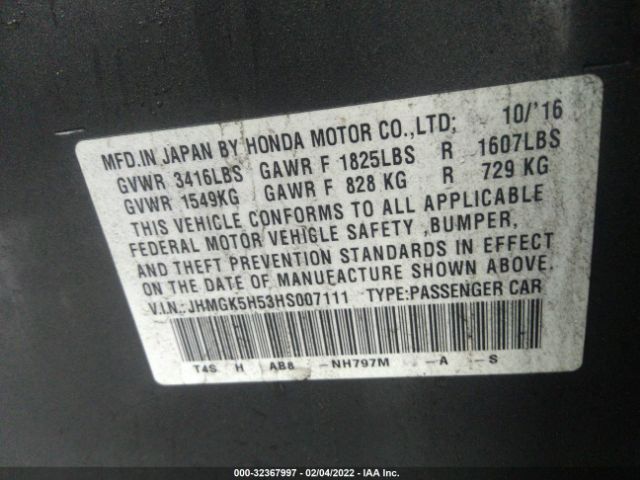 MFD.IN JAPAN BY HONDA MOTOR CO.,LTD; 10/'16
GVWR 3416LBS GAWR F 1825LBS R 1607LBS
GVWR 1549KG GAWR F 828 KG R 729 KG
THIS VEHICLE CONFORMS TO ALL APPLICABLE
FEDERAL MOTOR VEHICLE SAFETY ,BUMPER,
AND THEFT PREVENTION STANDARDS IN EFFECT
ON THE DATE OF MANUFACTURE SHOWN ABOVE.
V.I.N.: JHMGK5H53HS007111 TYPE:PASSENGER CAR
T4S H AB8 -NH797M -A -S
000-32367997 - 02/04/2022 - IAA Inc.